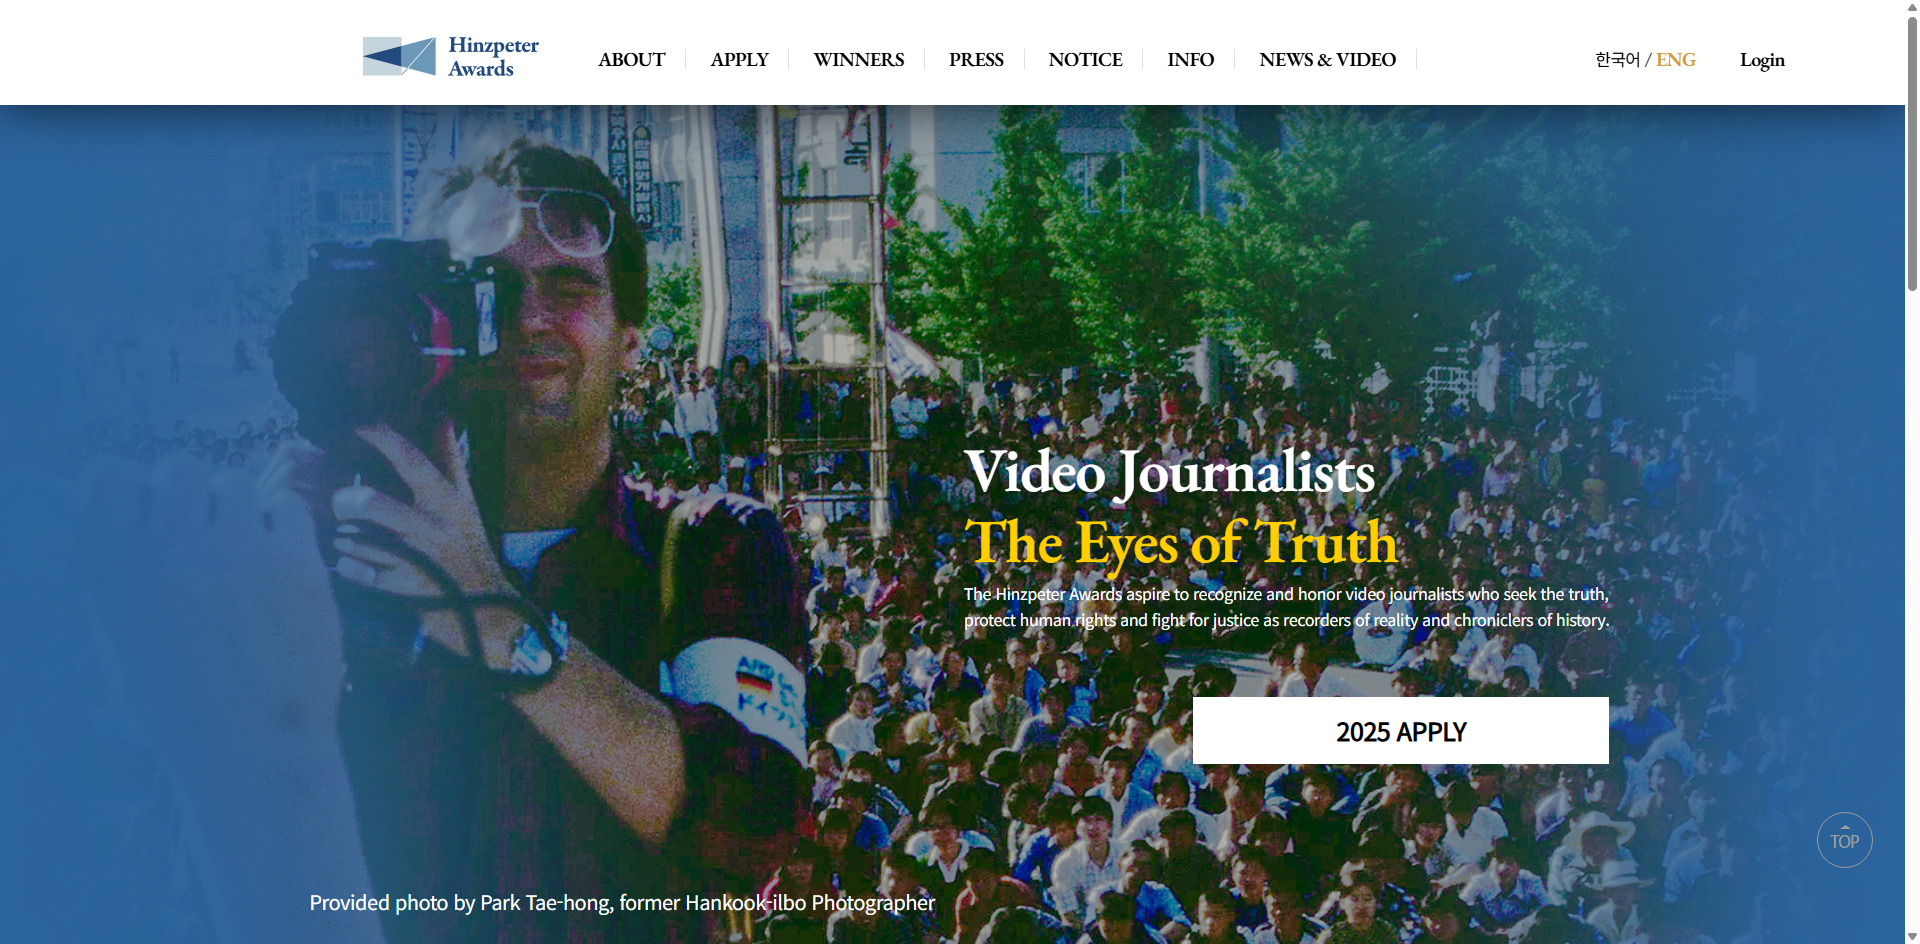 Hinzpeter
Awards
ABOUT
APPLY
WINNERS
PRESS
NOTICE
INFO
NEWS & VIDEO
한국어 / ENG
Login
Video Journalists
The Eyes of Truth
The Hinzpeter Awards aspire to recognize and honor video journalists who seek the truth,
protect human rights and fight for justice as recorders of reality and chroniclers of history.
2025 APPLY
TOP
Provided photo by Park Tae-hong, former Hankook-ilbo Photographer